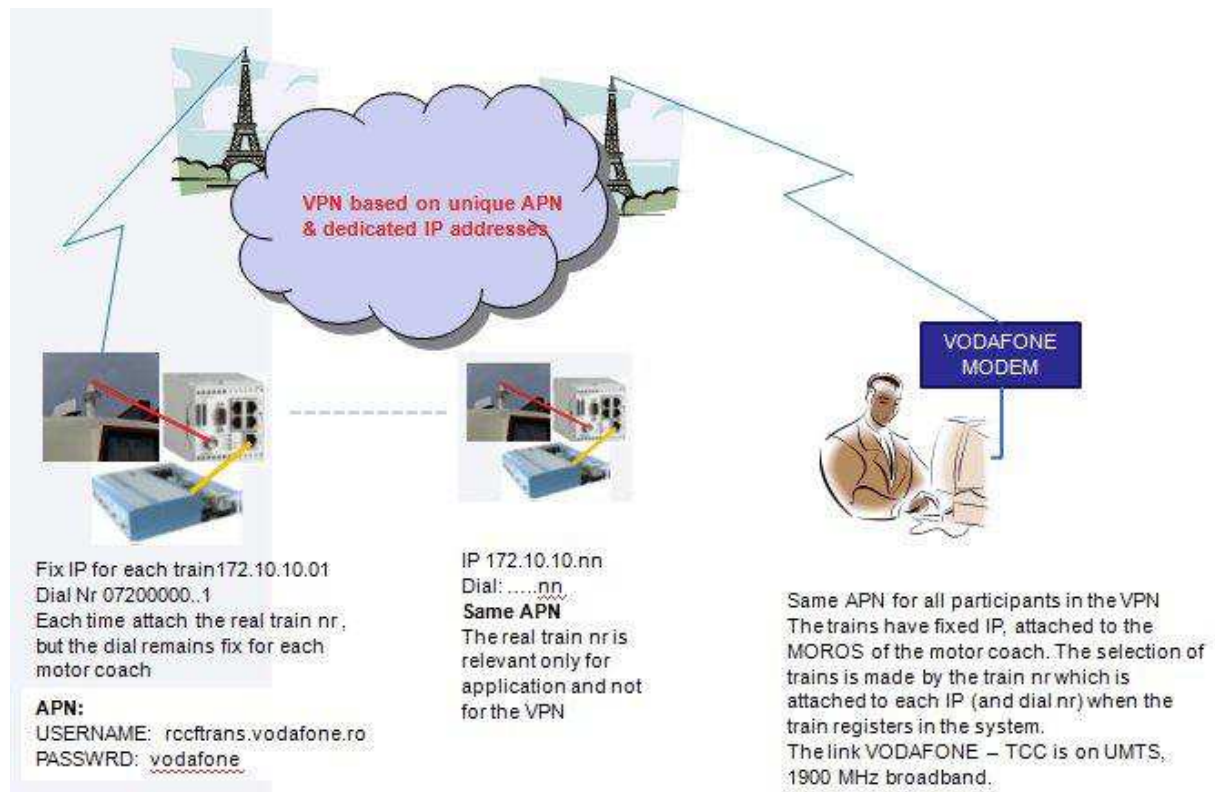 VPN based on unique APN
& dedicated IP addresses
VODAFONE
MODEM
Fix IP for each train172.10.10.01
Dial Nr 07200000..1
Each time attach the real train nr ,
but the dial remains fix for each
motor coach
APN:
USERNAME: rccftrans.vodafone.ro
PASSWRD: vodafone
IP 172.10.10.nn
Dial: .....nn
Same APN
The real train nr is
relevant only for
application and not
for the VPN
Same APN for all participants in the VPN
The trains have fixed IP, attached to the
MOROS of the motor coach. The selection of
trains is made by the train nr which is
attached to each IP (and dial nr) when the
train registers in the system.
The link VODAFONE – TCC is on UMTS,
1900 MHz broadband.